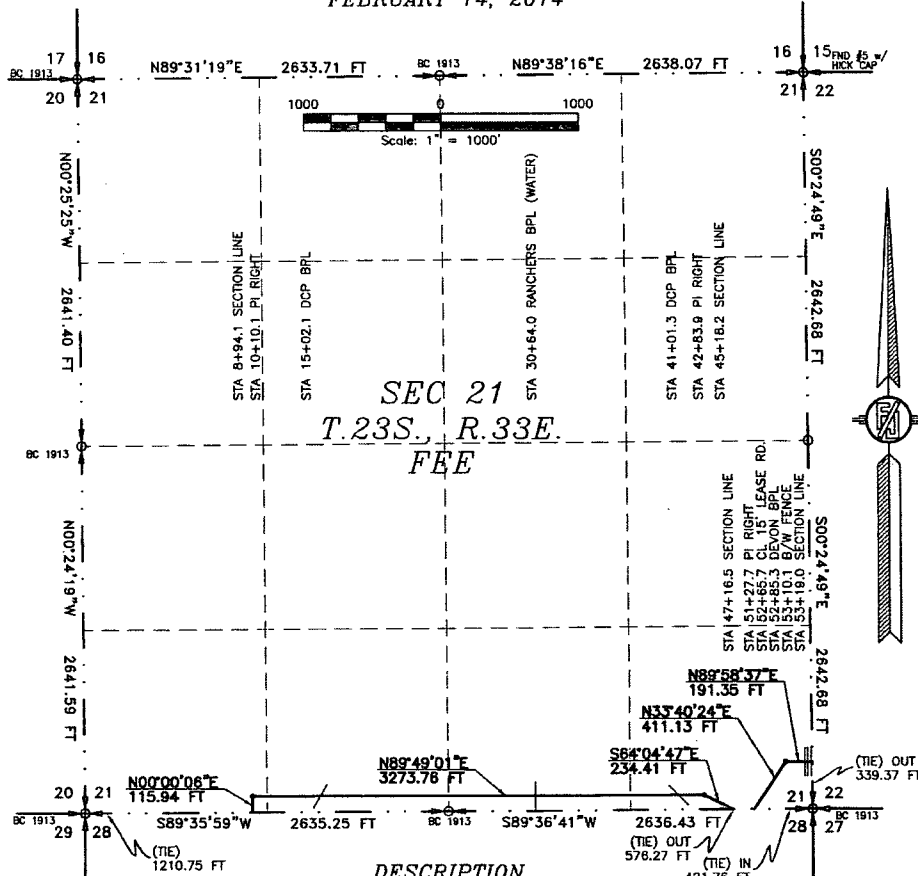 FEBRUARY 14, 2014
17 16
BC 1913
20 21
N89°31'19"E 2633.71 FT
BC 1913
N89°38'16"E 2638.07 FT
16 15
FND #5 w/
HICK CAP
21 22
1000 0 1000
Scale: 1" = 1000'
N00°25'25"W 2641.40 FT
STA 8+94.1 SECTION LINE
STA 10+10.1 PI RIGHT
STA 15+02.1 DCP BPL
STA 30+64.0 RANCHERS BPL (WATER)
STA 41+01.3 DCP BPL
STA 42+83.9 PI RIGHT
STA 45+18.2 SECTION LINE
S00°24'49"E 2642.68 FT
SEC 21
T.23S., R.33E.
FEE
BC 1913
N00°24'19"W 2641.59 FT
STA 47+16.5 SECTION LINE
STA 51+27.7 PI RIGHT
STA 52+65.7 CL 15' LEASE RD.
STA 52+85.3 DEVON BPL
STA 53+10.1 B/W FENCE
STA 53+19.0 SECTION LINE
S00°24'49"E 2642.68 FT
N89°58'37"E
191.35 FT
N33°40'24"E
411.13 FT
S64°04'47"E
234.41 FT
N89°49'01"E
3273.76 FT
N00°00'06"E
115.94 FT
(TIE) OUT
339.37 FT
20 21
BC 1913
29 28
S89°35'59"W 2635.25 FT
BC 1913
S89°36'41"W 2636.43 FT
21 22
28 27
BC 1913
(TIE)
1210.75 FT
(TIE) OUT
576.27 FT
(TIE) IN
DESCRIPTION